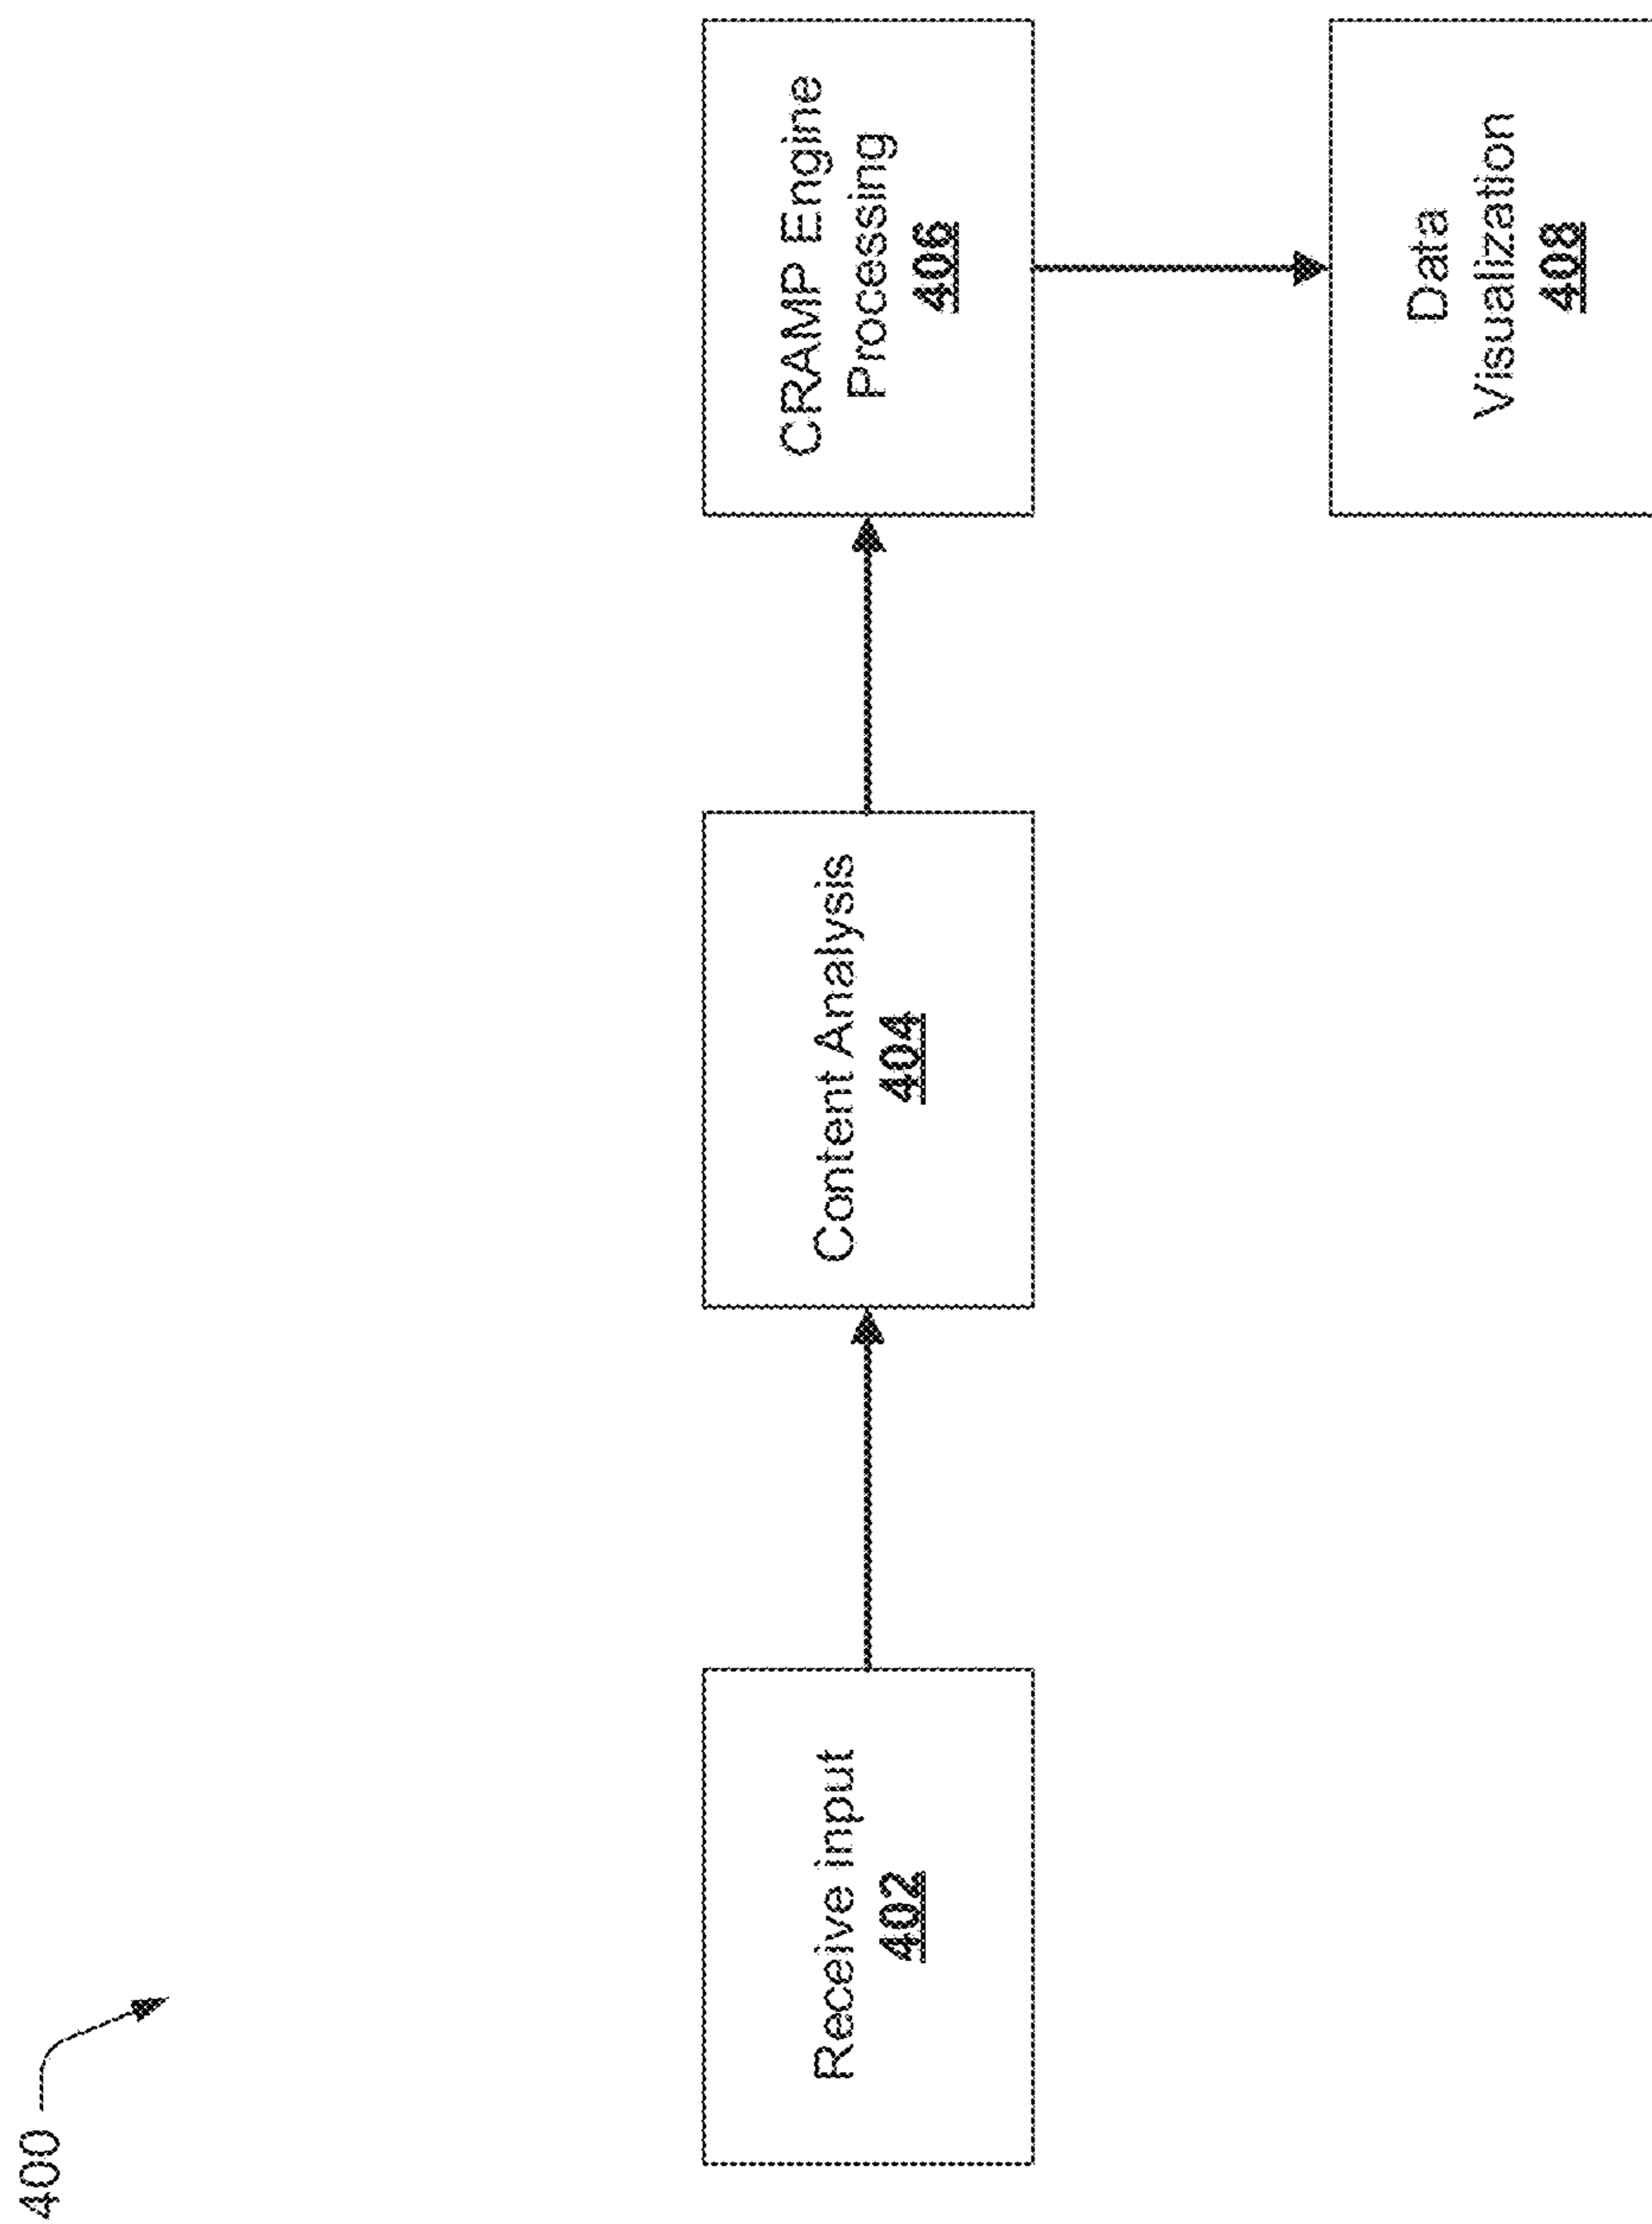 400
Receive input
402
Content Analysis
404
CRAMP Engine
Processing
406
Data
Visualization
408